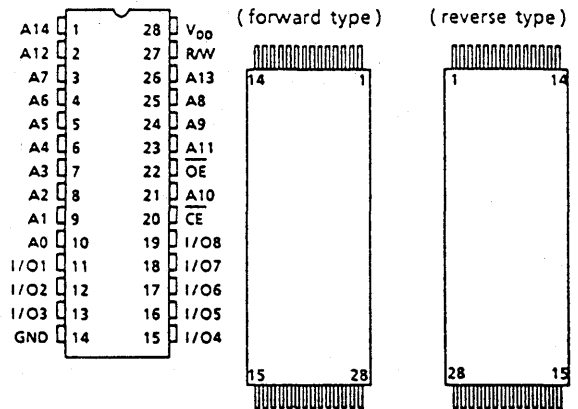 (forward type) (reverse type)
A14 1 28 VDD
A12 2 27 R/W
A7 3 26 A13
A6 4 25 A8
A5 5 24 A9
A4 6 23 A11
A3 7 22 O̅E̅
A2 8 21 A10
A1 9 20 C̅E̅
A0 10 19 I/O8
I/O1 11 18 I/O7
I/O2 12 17 I/O6
I/O3 13 16 I/O5
GND 14 15 I/O4
14 1
15 28
1 14
28 15